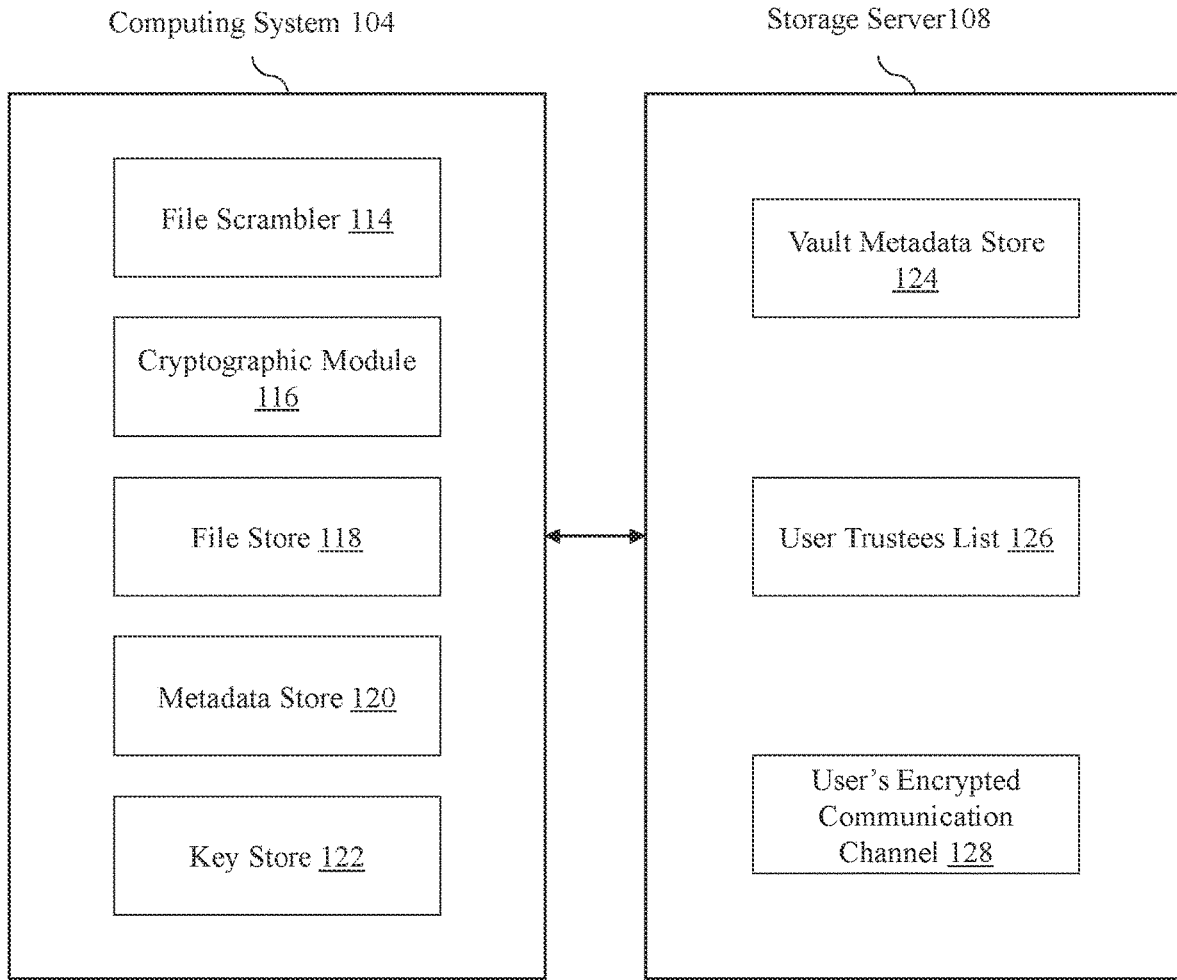 Computing System 104
Storage Server108
File Scrambler 114
Cryptographic Module
116
File Store 118
Metadata Store 120
Key Store 122
Vault Metadata Store
124
User Trustees List 126
User's Encrypted
Communication
Channel 128